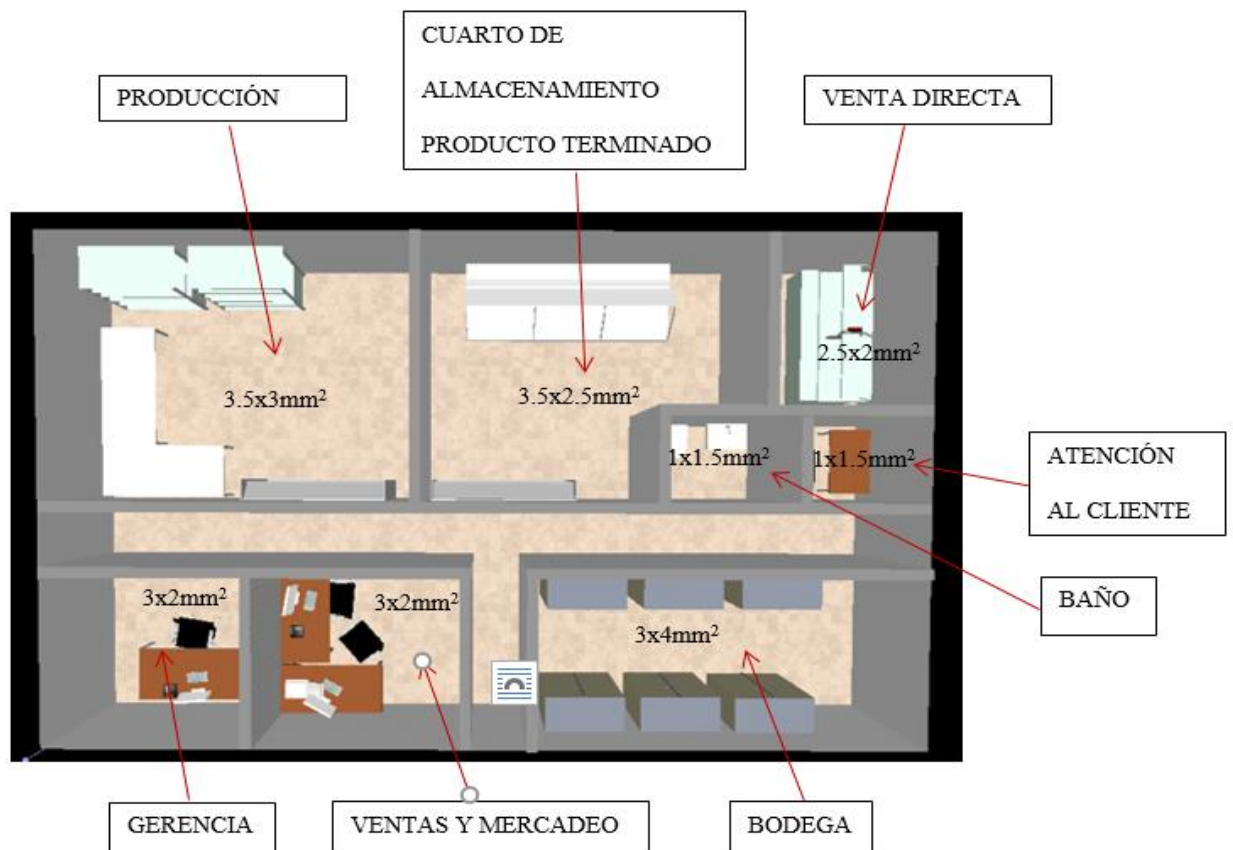 CUARTO DE
ALMACENAMIENTO
PRODUCTO TERMINADO
PRODUCCIÓN
VENTA DIRECTA
2.5x2mm²
3.5x3mm²
3.5x2.5mm²
1x1.5mm²
1x1.5mm²
ATENCIÓN
AL CLIENTE
BAÑO
3x2mm²
3x2mm²
3x4mm²
GERENCIA
VENTAS Y MERCADEO
BODEGA